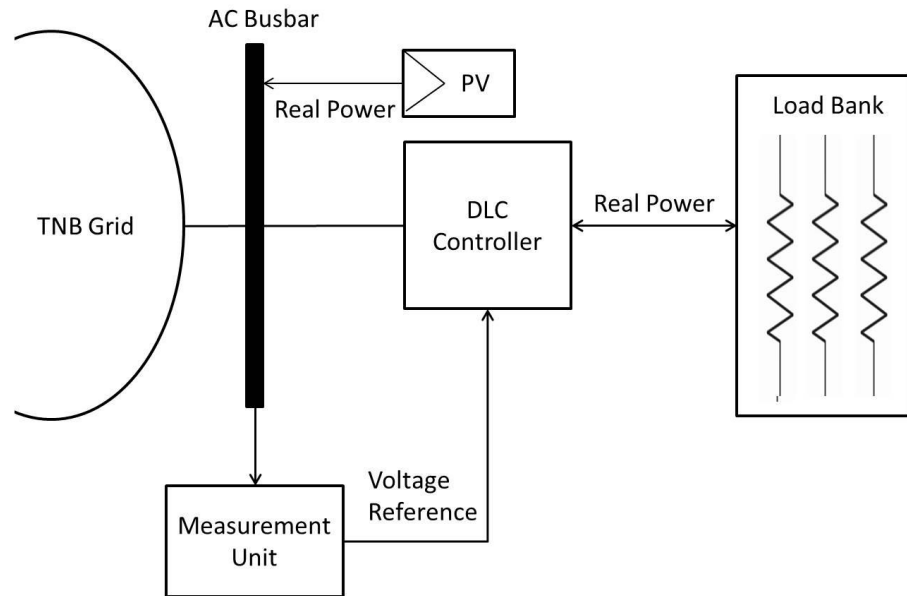 AC Busbar
PV
Real Power
Load Bank
TNB Grid
DLC
Controller
Real Power
Voltage
Reference
Measurement
Unit